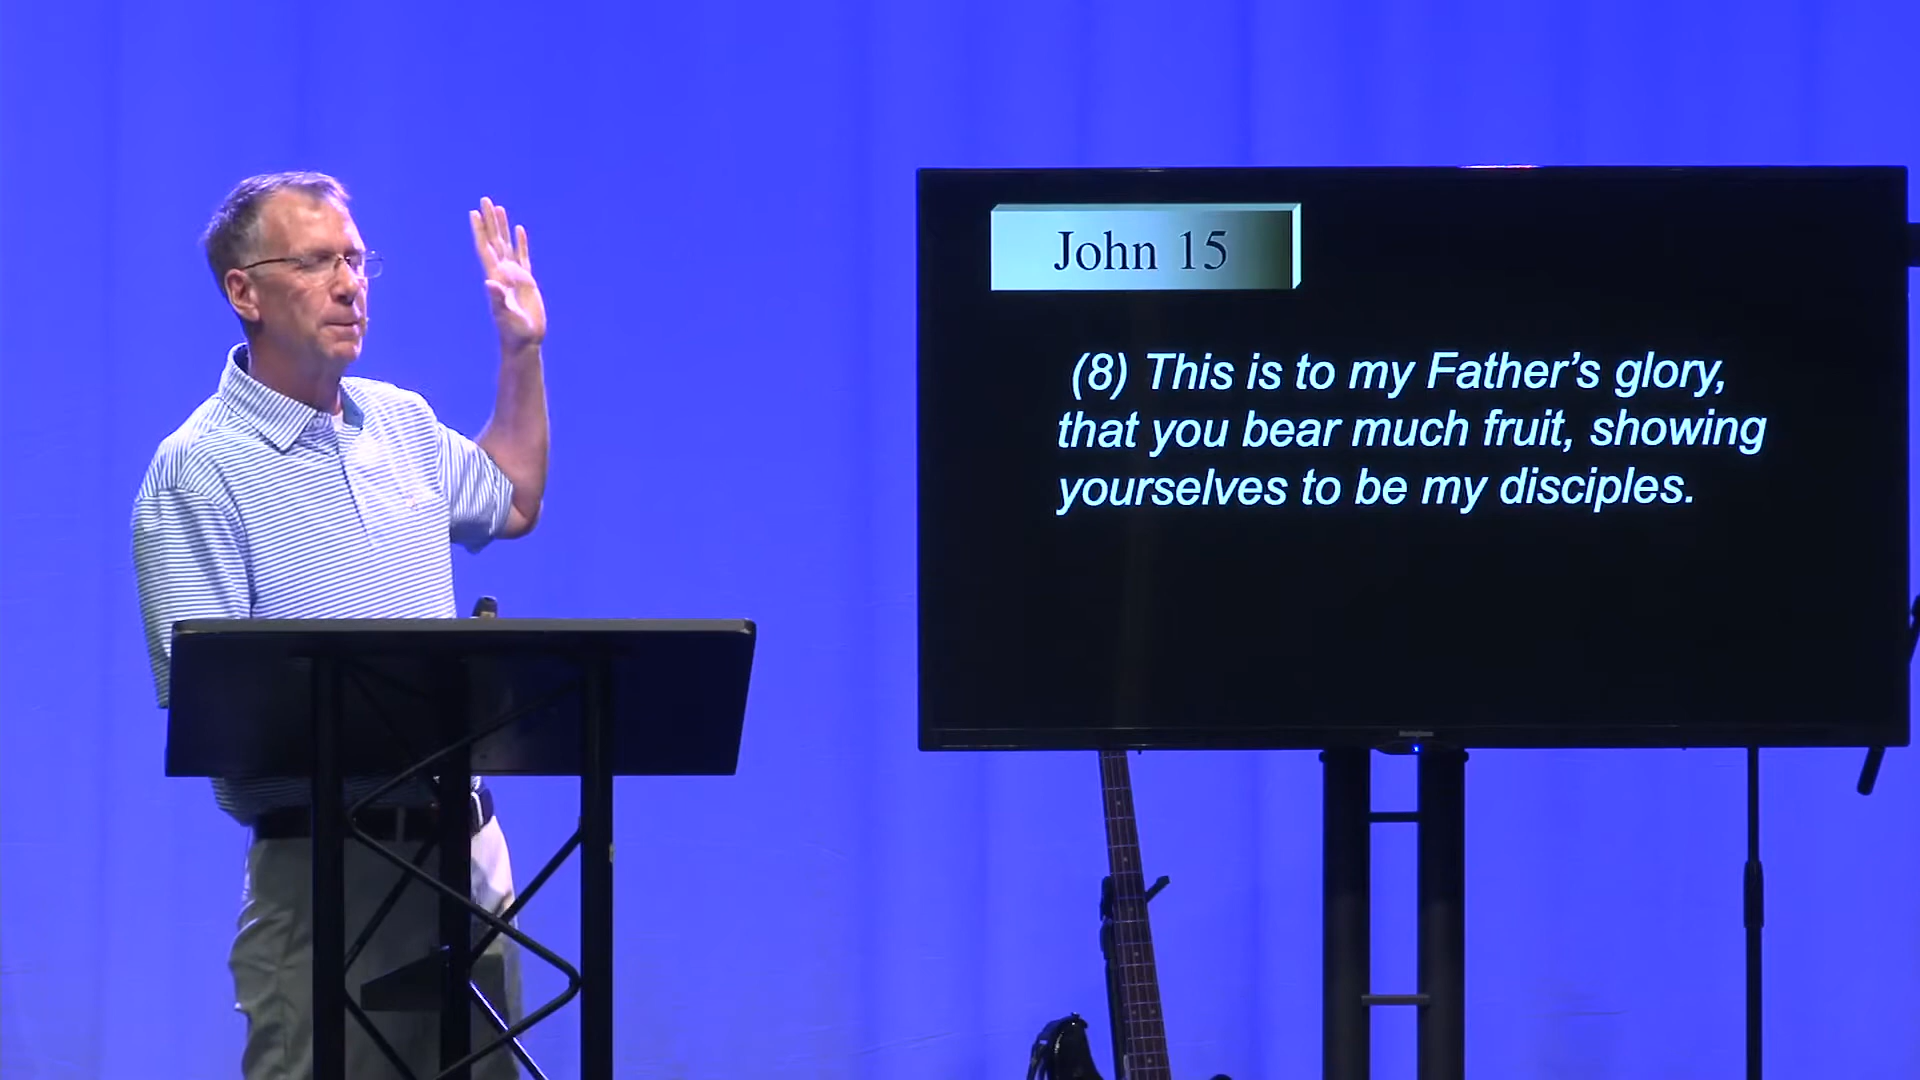 John 15
(8) This is to my Father’s glory,
that you bear much fruit, showing
yourselves to be my disciples.